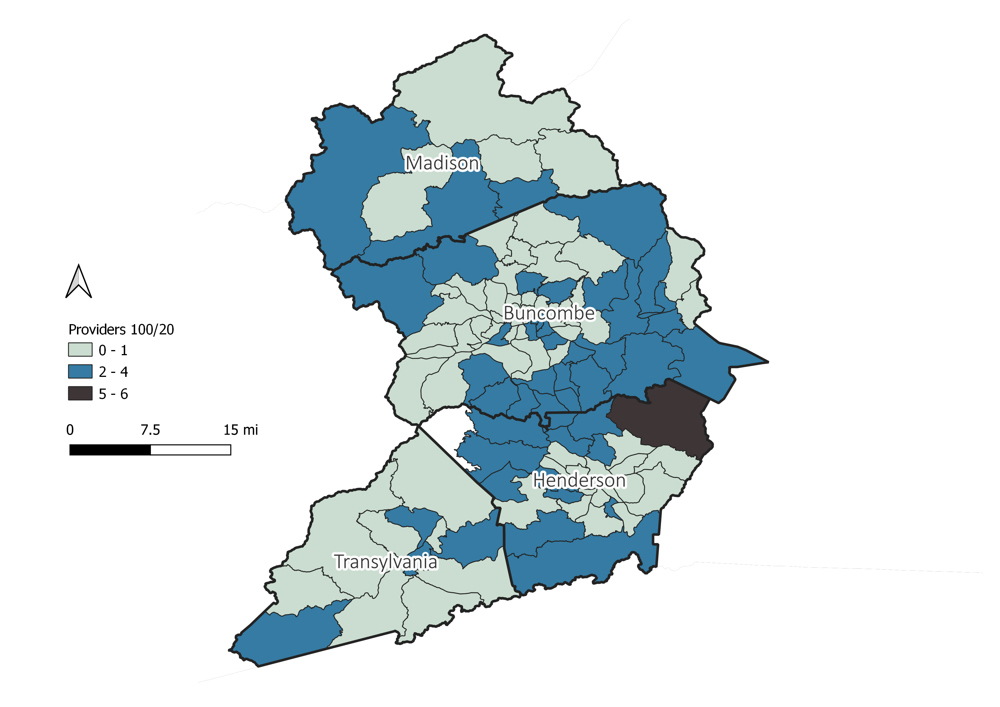 Madison
Buncombe
Providers 100/20
0 - 1
2 - 4
5 - 6
0 7.5 15 mi
Henderson
Transylvania